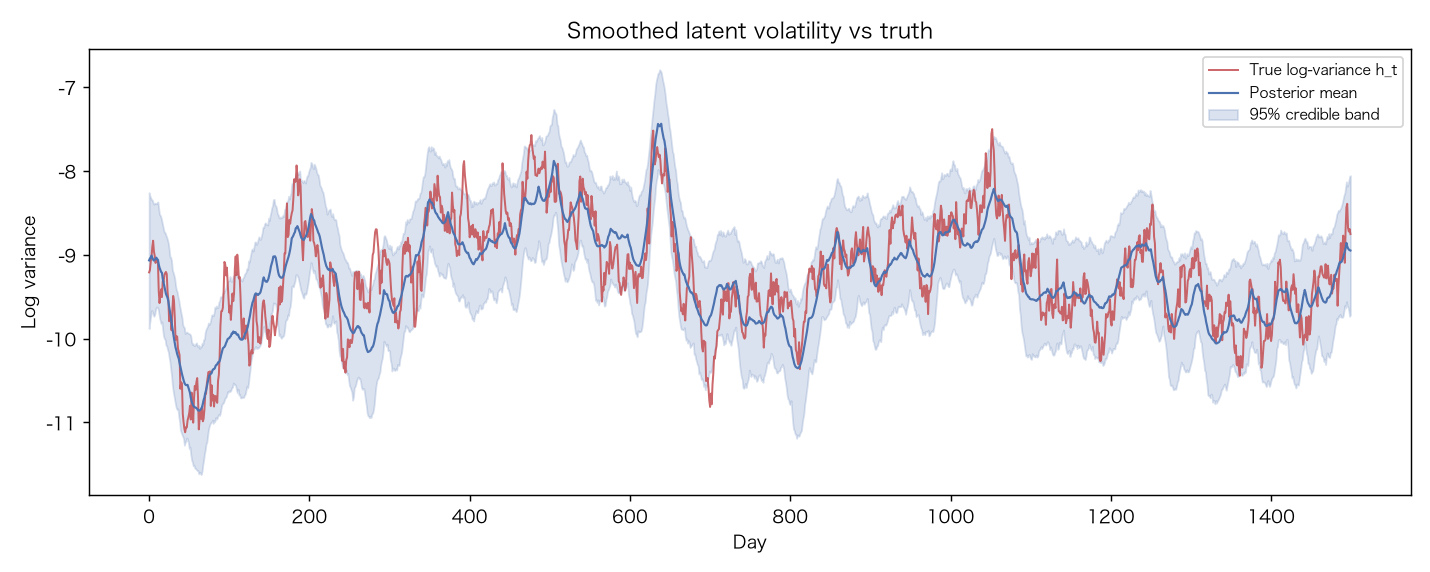 Smoothed latent volatility vs truth
True log-variance h_t
Posterior mean
95% credible band
Log variance
-7
-8
-9
-10
-11
0 200 400 600 800 1000 1200 1400
Day